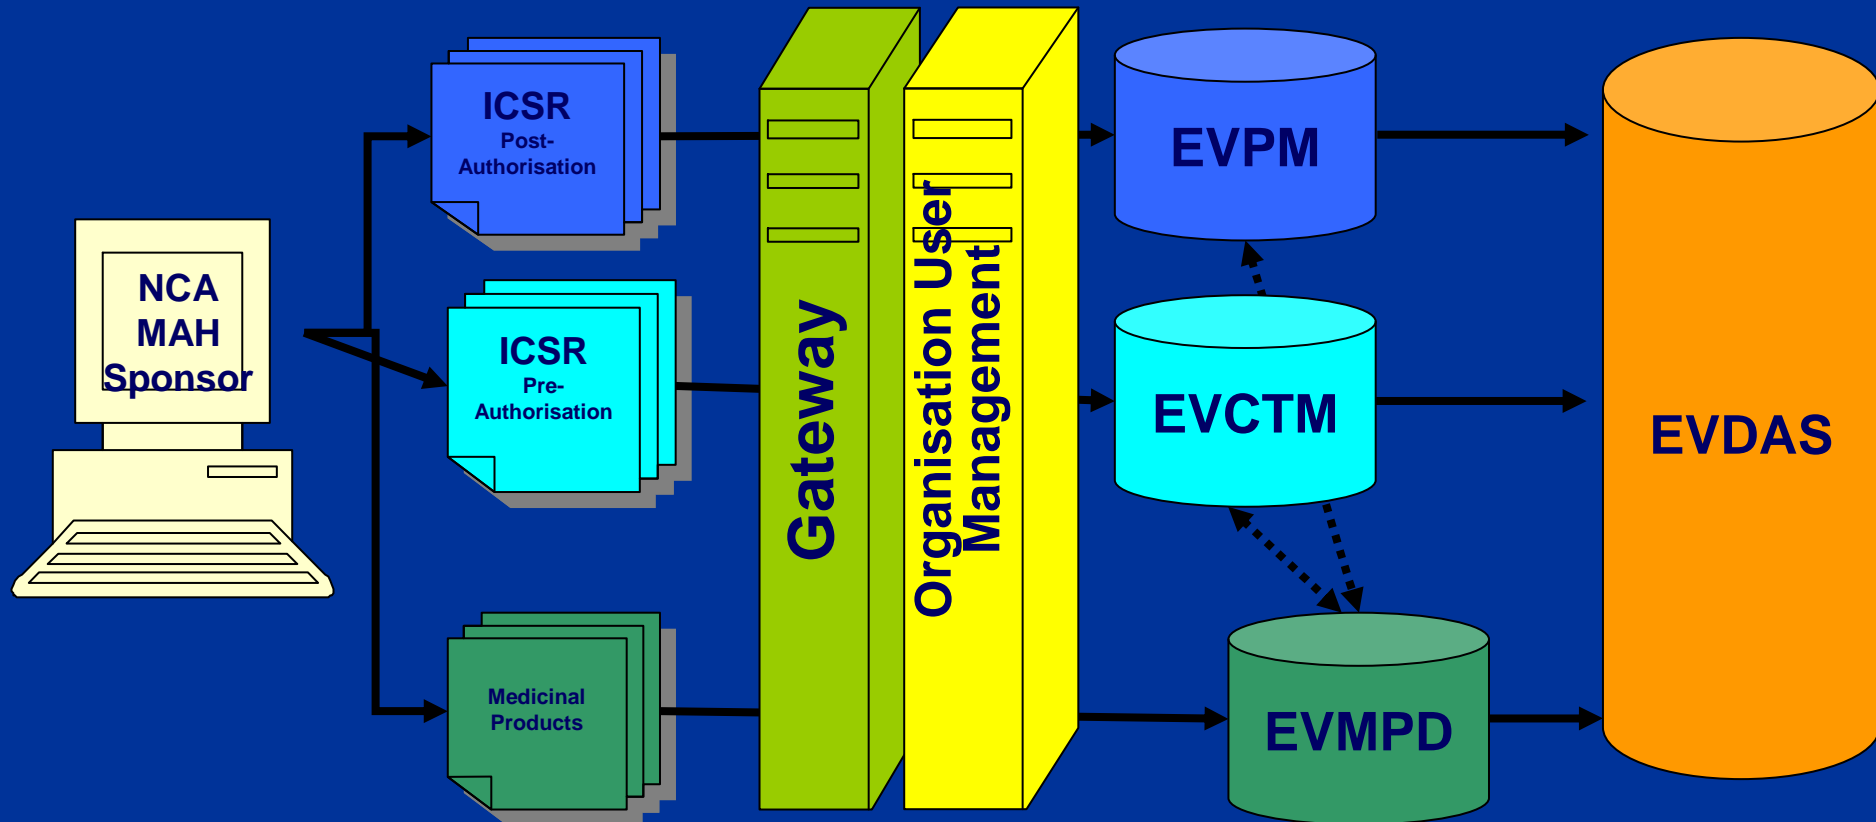 NCA
MAH
Sponsor
ICSR
Post-
Authorisation
ICSR
Pre-
Authorisation
Medicinal
Products
Gateway
Organisation User
Management
EVPM
EVCTM
EVMPD
EVDAS